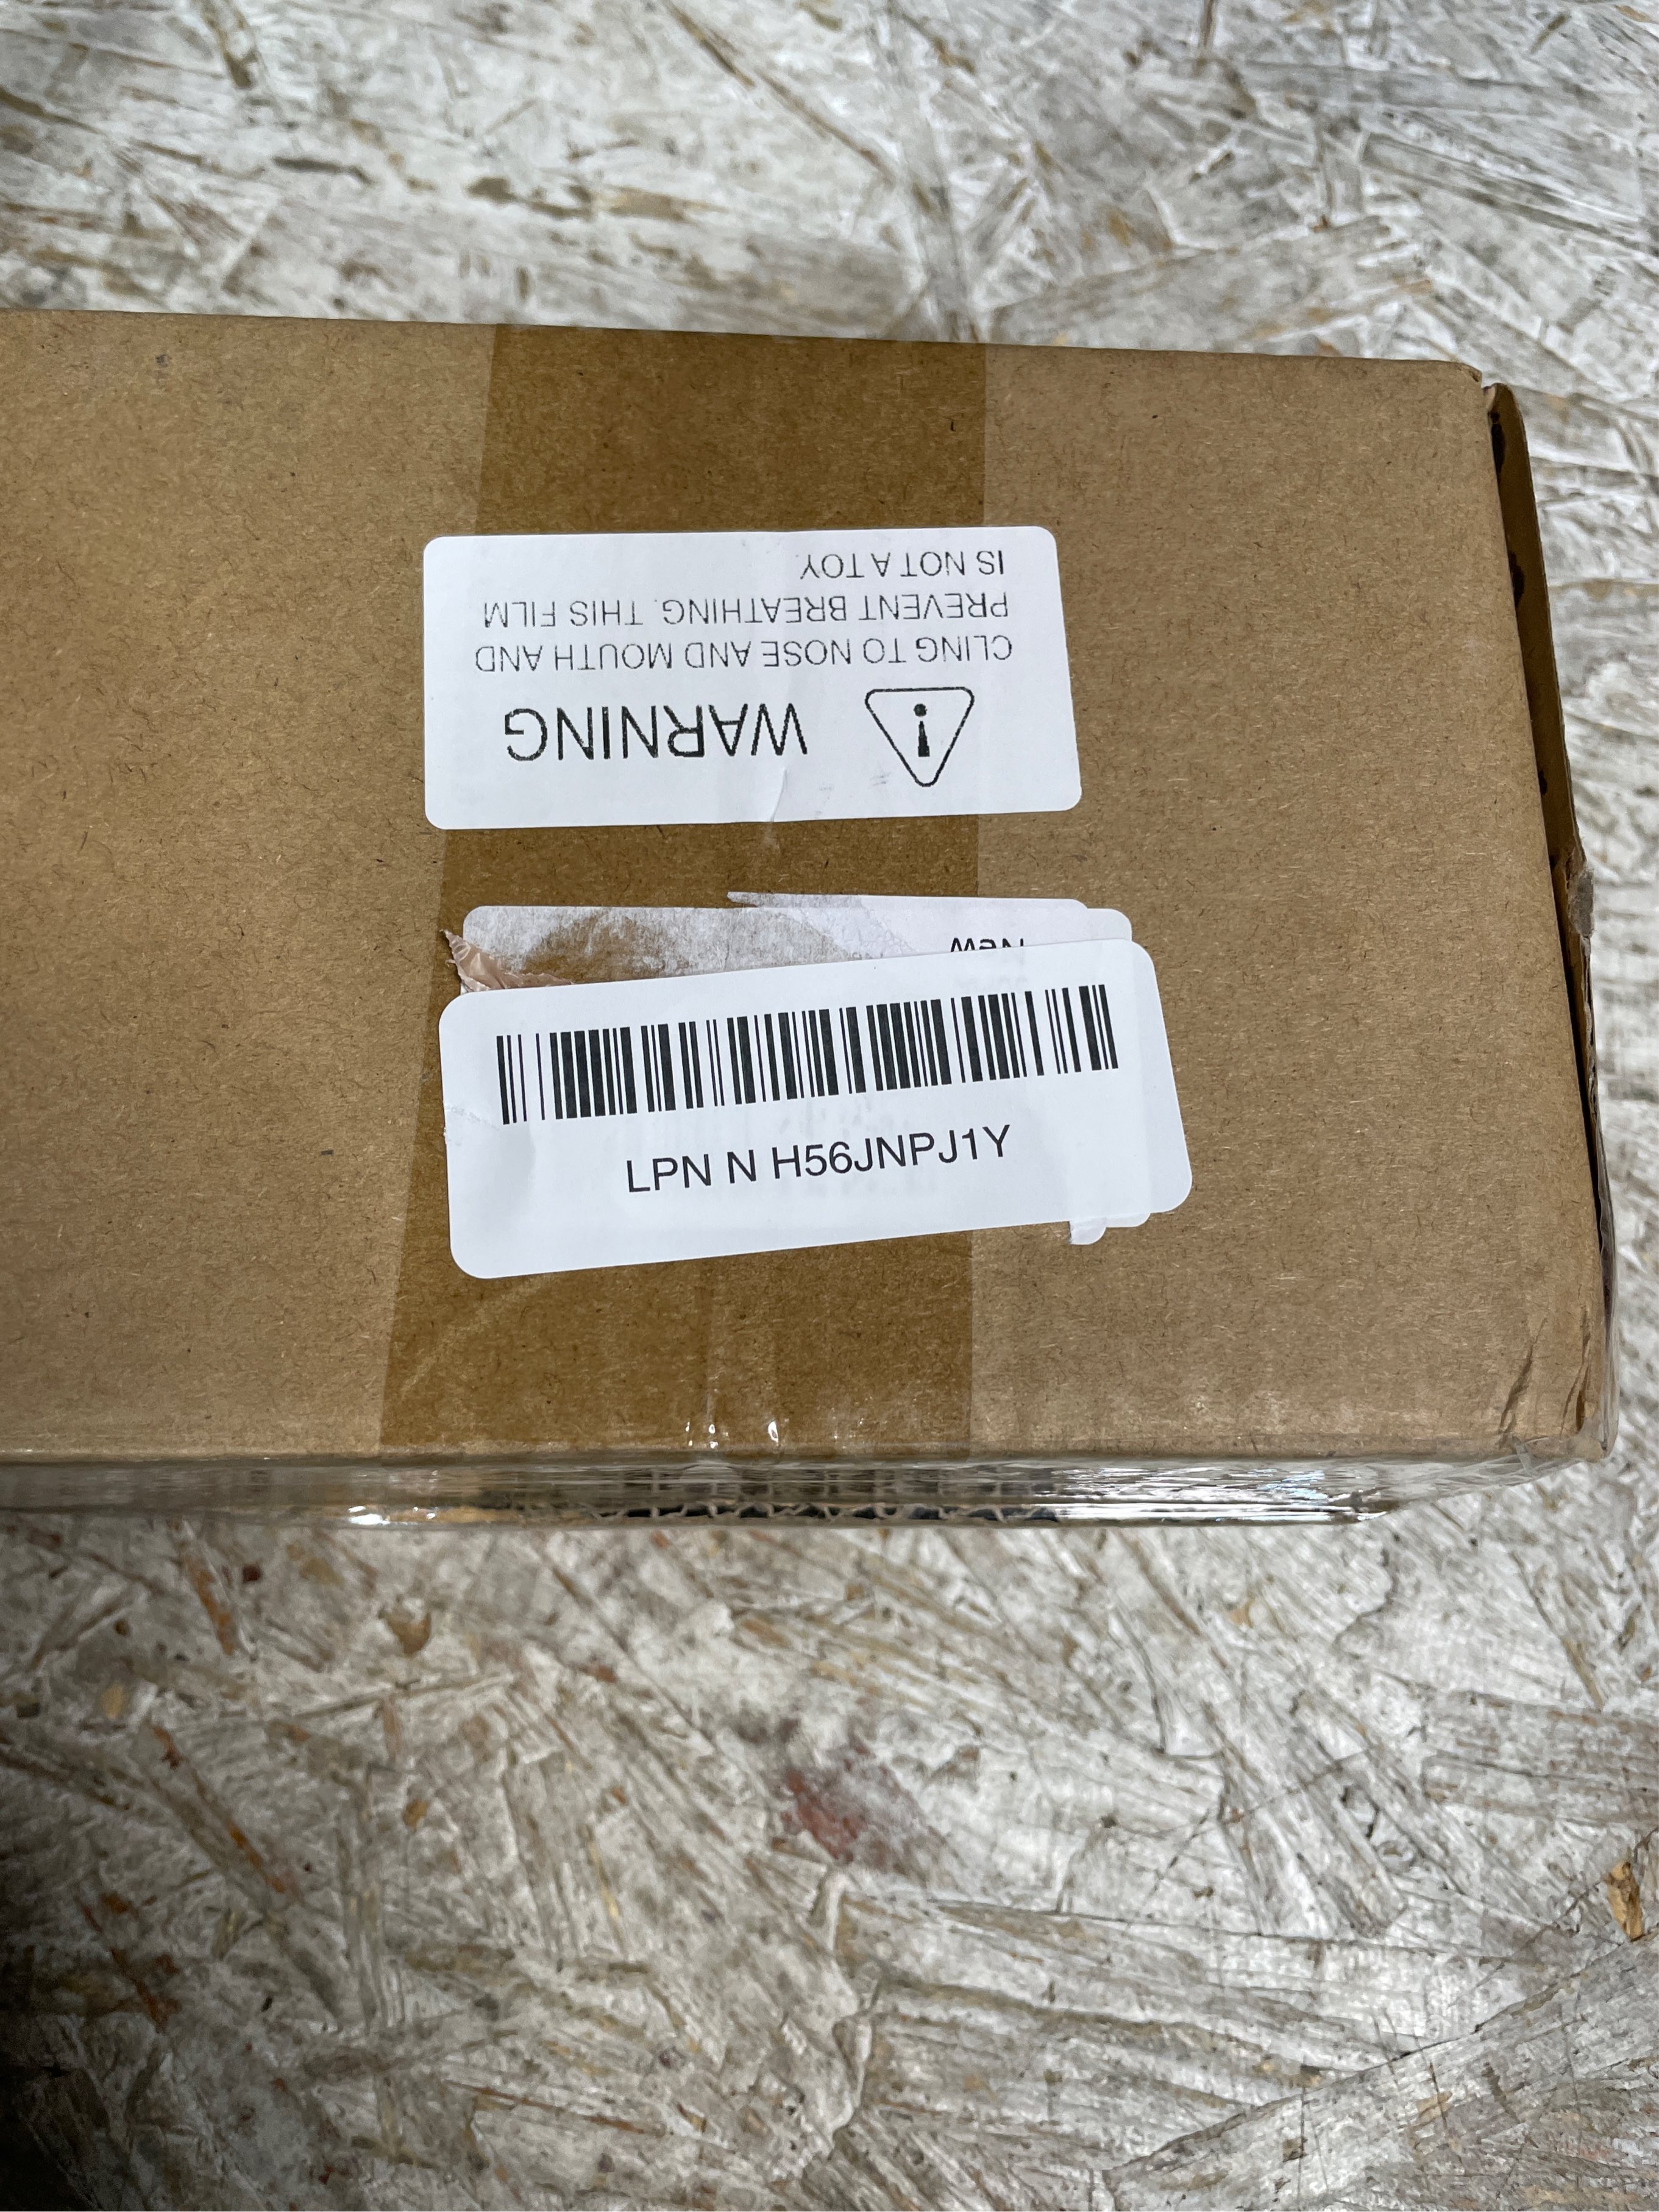 WARNING
CLING TO NOSE AND MOUTH AND
PREVENT BREATHING. THIS FILM
IS NOT A TOY.
New
LPN N H56JNPJ1Y